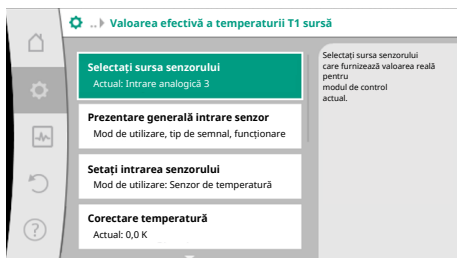 .. Valoarea efectivă a temperaturii T1 sursă
Selectați sursa senzorului
Actual: Intrare analogică 3
Prezentare generală intrare senzor
Mod de utilizare, tip de semnal, funcționare
Setați intrarea senzorului
Mod de utilizare: Senzor de temperatură
Corectare temperatură
Actual: 0,0 K
Selectați sursa senzorului
care furnizează valoarea reală
pentru
modul de control
actual.